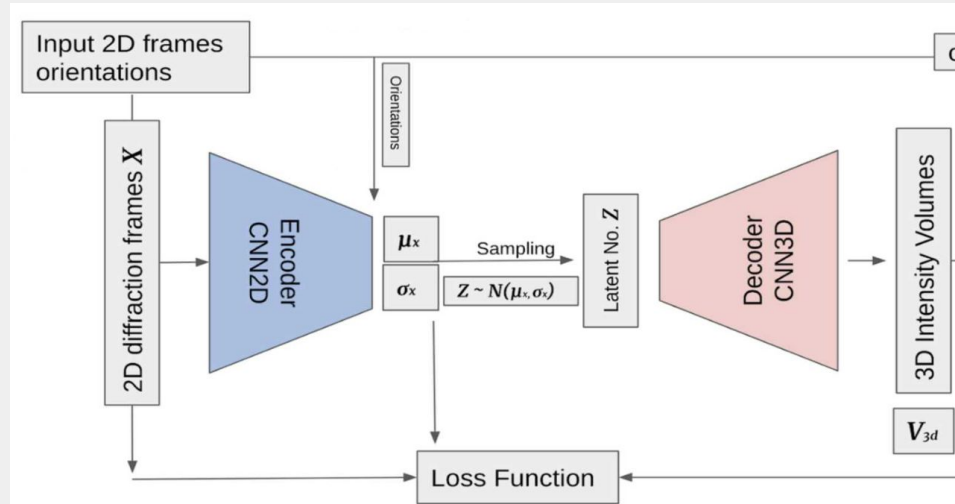 Input 2D frames
orientations
Orientations
2D diffraction frames X
Encoder
CNN2D
μx
σx
Sampling
Z ~ N(μx,σx)
Latent No. Z
Decoder
CNN3D
3D Intensity Volumes
V3d
Loss Function